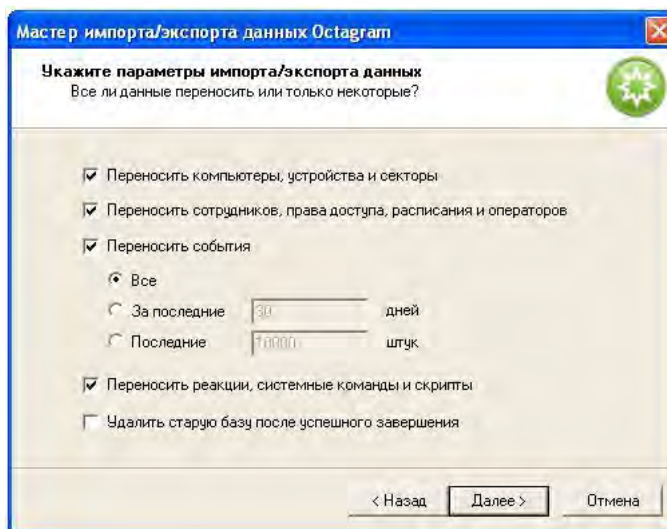 Мастер импорта/экспорта данных Octagram
Укажите параметры импорта/экспорта данных
Все ли данные переносить или только некоторые?
Переносить компьютеры, устройства и секторы
Переносить сотрудников, права доступа, расписания и операторов
Переносить события
Все
За последние 30 дней
Последние 10000 штук
Переносить реакции, системные команды и скрипты
Удалить старую базу после успешного завершения
< Назад Далее > Отмена